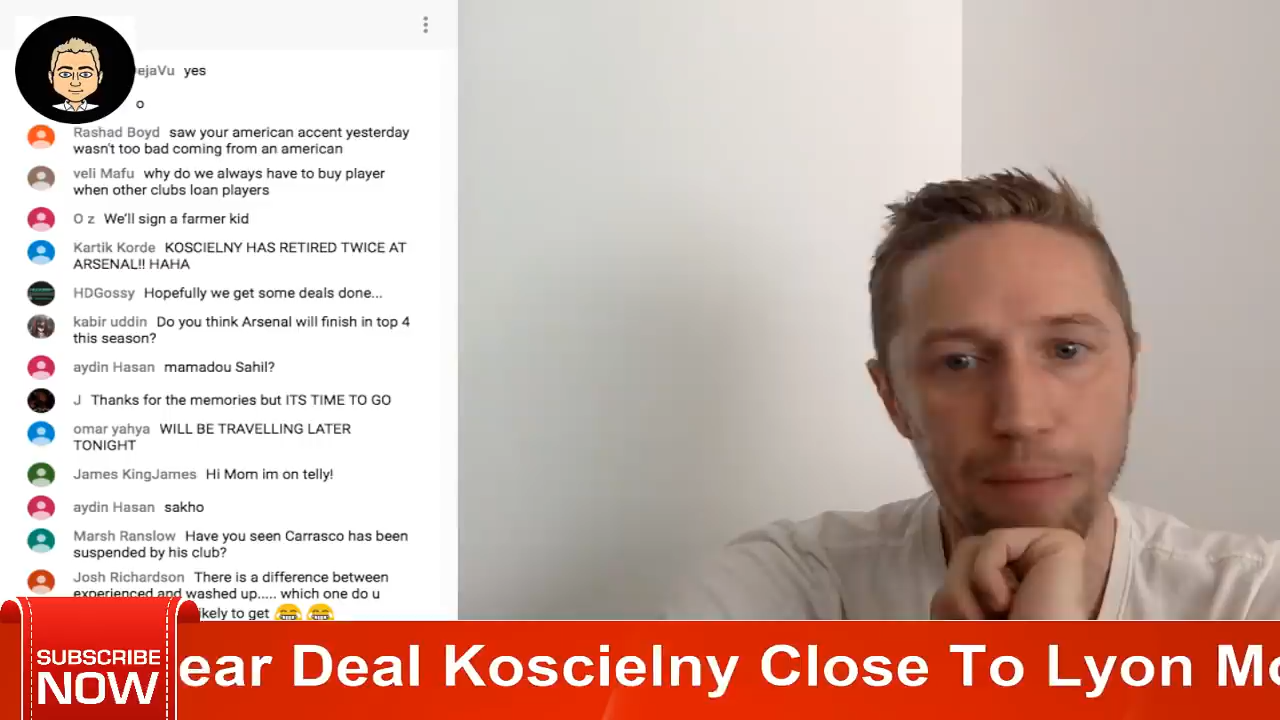 yes
o
Rashad Boyd saw your american accent yesterday
wasn't too bad coming from an american
veli Mafu why do we always have to buy player
when other clubs loan players
O z We'll sign a farmer kid
Kartik Korde KOSCIELNY HAS RETIRED TWICE AT
ARSENAL!! HAHA
HDGossy Hopefully we get some deals done...
kabir uddin Do you think Arsenal will finish in top 4
this season?
aydin Hasan mamadou Sahil?
J Thanks for the memories but ITS TIME TO GO
omar yahya WILL BE TRAVELLING LATER
TONIGHT
James KingJames Hi Mom im on telly!
aydin Hasan sakho
Marsh Ranslow Have you seen Carrasco has been
suspended by his club?
Josh Richardson There is a difference between
experienced and washed up..... which one do u
ikely to get 😂 😂
SUBSCRIBE
NOW
ear Deal Koscielny Close To Lyon Mo